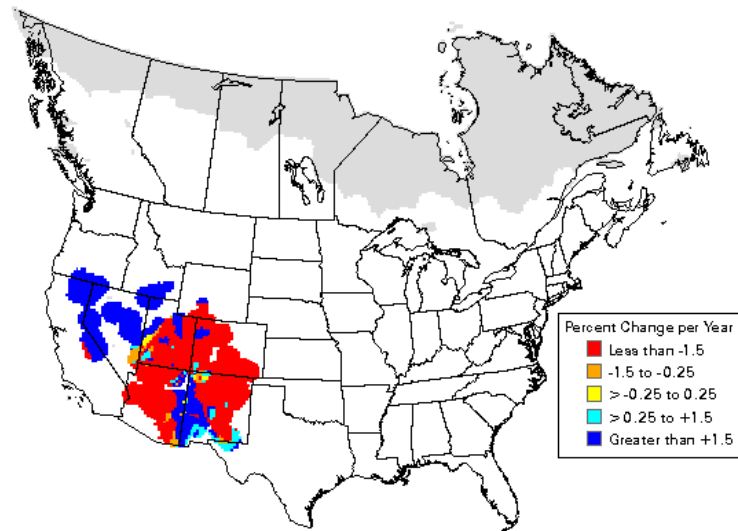 Percent Change per Year
Less than -1.5
-1.5 to -0.25
>-0.25 to 0.25
>0.25 to +1.5
Greater than +1.5